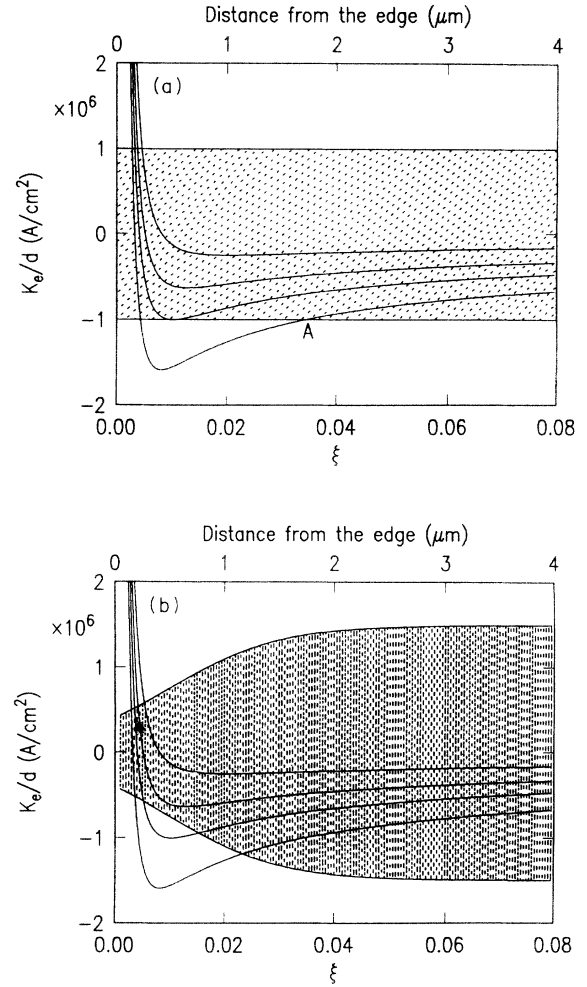 Distance from the edge (μm)
0 1 2 3 4
2
(a)
×10⁶
1
0
−1
−2
K_e/d (A/cm²)
A
0.00 0.02 0.04 0.06 0.08
ξ
Distance from the edge (μm)
0 1 2 3 4
2
(b)
×10⁶
1
0
−1
−2
K_e/d (A/cm²)
0.00 0.02 0.04 0.06 0.08
ξ